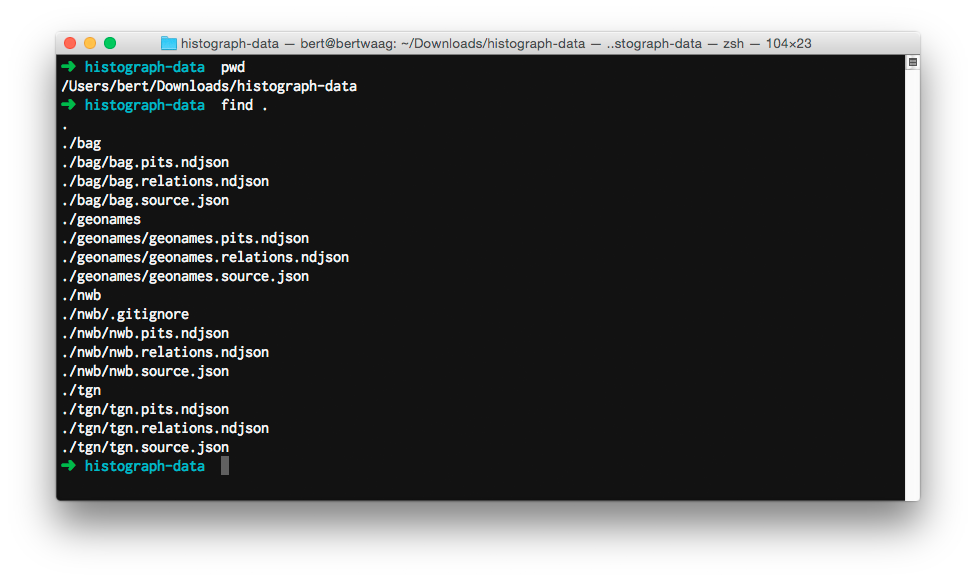 histograph-data — bert@bertwaag: ~/Downloads/histograph-data — ..stograph-data — zsh — 104×23
➜ histograph-data pwd
/Users/bert/Downloads/histograph-data
➜ histograph-data find .
.
./bag
./bag/bag.pits.ndjson
./bag/bag.relations.ndjson
./bag/bag.source.json
./geonames
./geonames/geonames.pits.ndjson
./geonames/geonames.relations.ndjson
./geonames/geonames.source.json
./nwb
./nwb/.gitignore
./nwb/nwb.pits.ndjson
./nwb/nwb.relations.ndjson
./nwb/nwb.source.json
./tgn
./tgn/tgn.pits.ndjson
./tgn/tgn.relations.ndjson
./tgn/tgn.source.json
➜ histograph-data